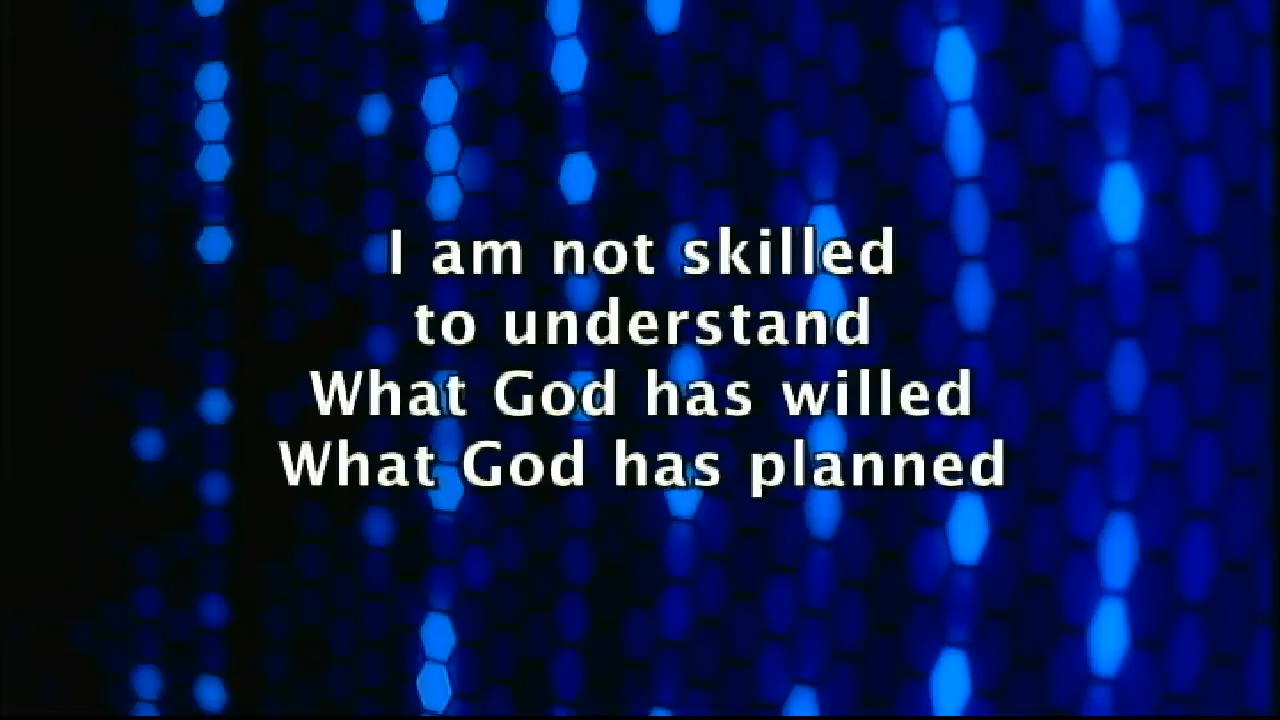 I am not skilled
to understand
What God has willed
What God has planned